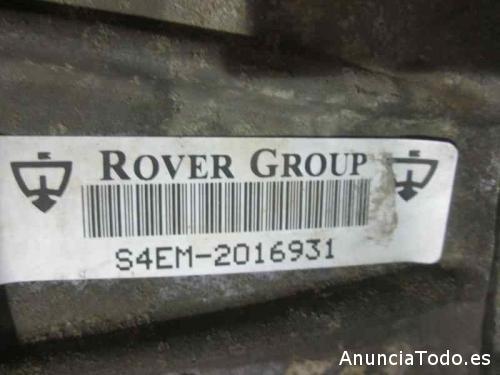 ROVER GROUP
S4EM-2016931
AnunciaTodo.es